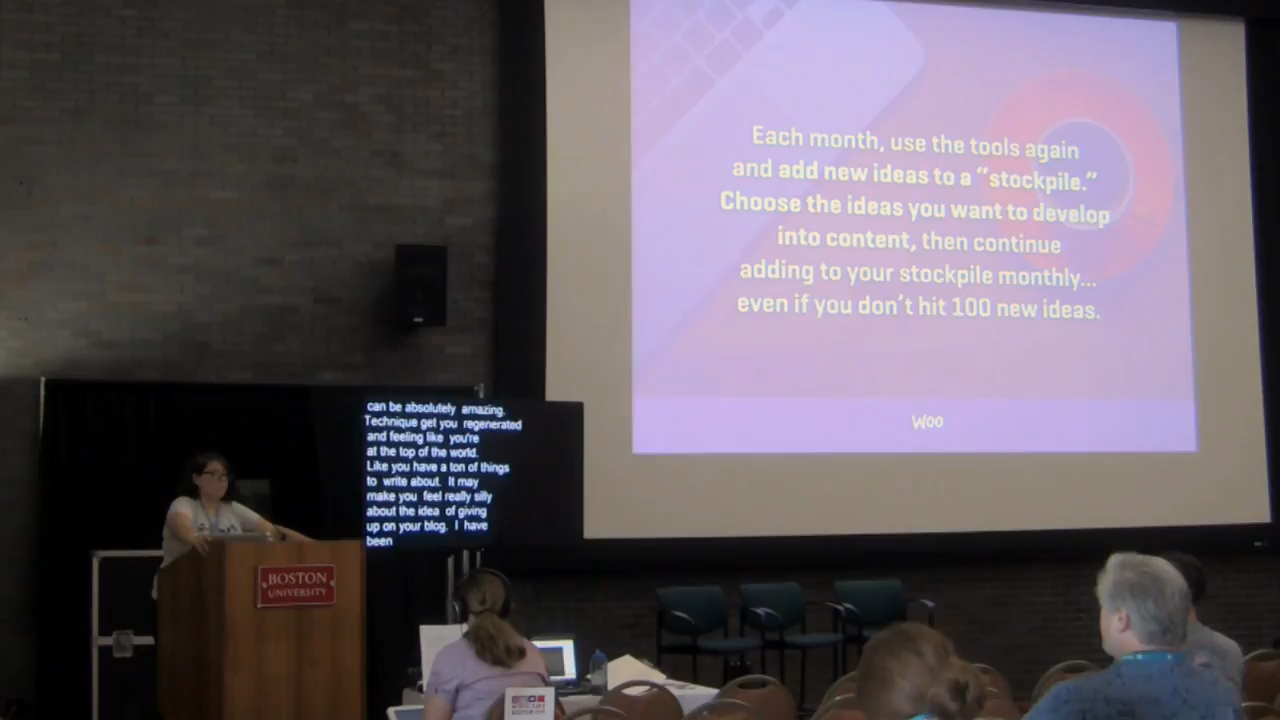 Each month, use the tools again
and add new ideas to a “stockpile.”
Choose the ideas you want to develop
into content, then continue
adding to your stockpile monthly...
even if you don’t hit 100 new ideas.
Woo
can be absolutely amazing.
Technique get you regenerated
and feeling like you're
at the top of the world.
Like you have a ton of things
to write about. It may
make you feel really silly
about the idea of giving
up on your blog. I have
been
BOSTON
UNIVERSITY